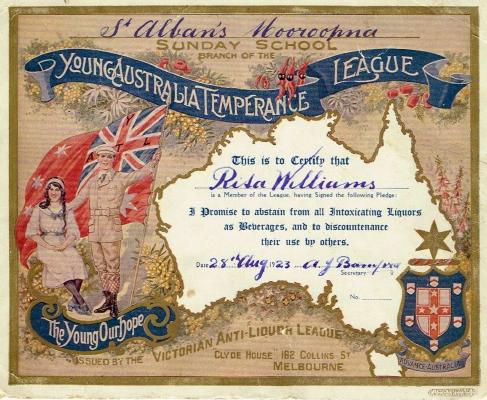 St Alban's Mooroopna
SUNDAY SCHOOL
BRANCH OF THE
YOUNG AUSTRALIA TEMPERANCE LEAGUE
Y
A T L
This is to Certify that
Rita Williams
is a Member of the League, having Signed the following Pledge:
I Promise to abstain from all Intoxicating Liquors
as Beverages, and to discountenance
their use by others.
Date 28th Aug 1923 A J
Secretary.
No.
The Young Our Hope
ADVANCE AUSTRALIA
ISSUED BY THE VICTORIAN ANTI-LIQUOR LEAGUE
CLYDE HOUSE 182 COLLINS ST
MELBOURNE.